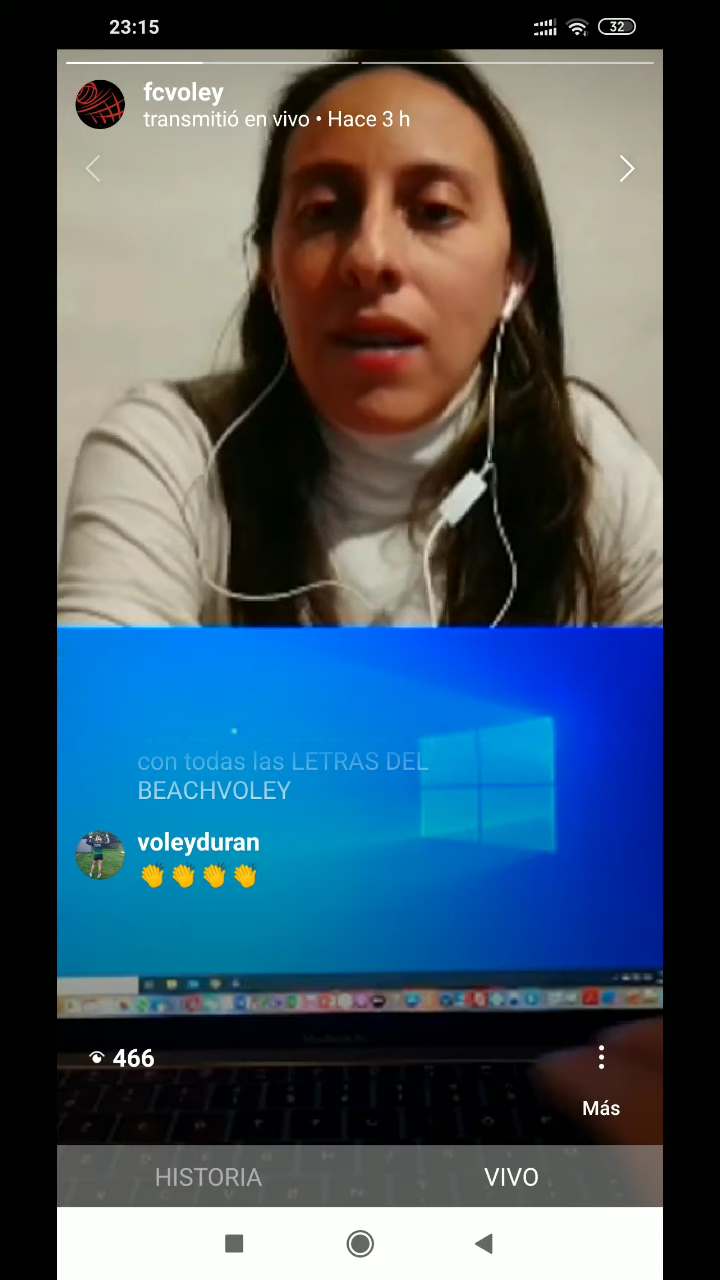 23:15
32
fcvoley
transmitió en vivo • Hace 3 h
con todas las LETRAS DEL
BEACHVOLEY
voleyduran
👏👏👏👏
466
Más
HISTORIA
VIVO